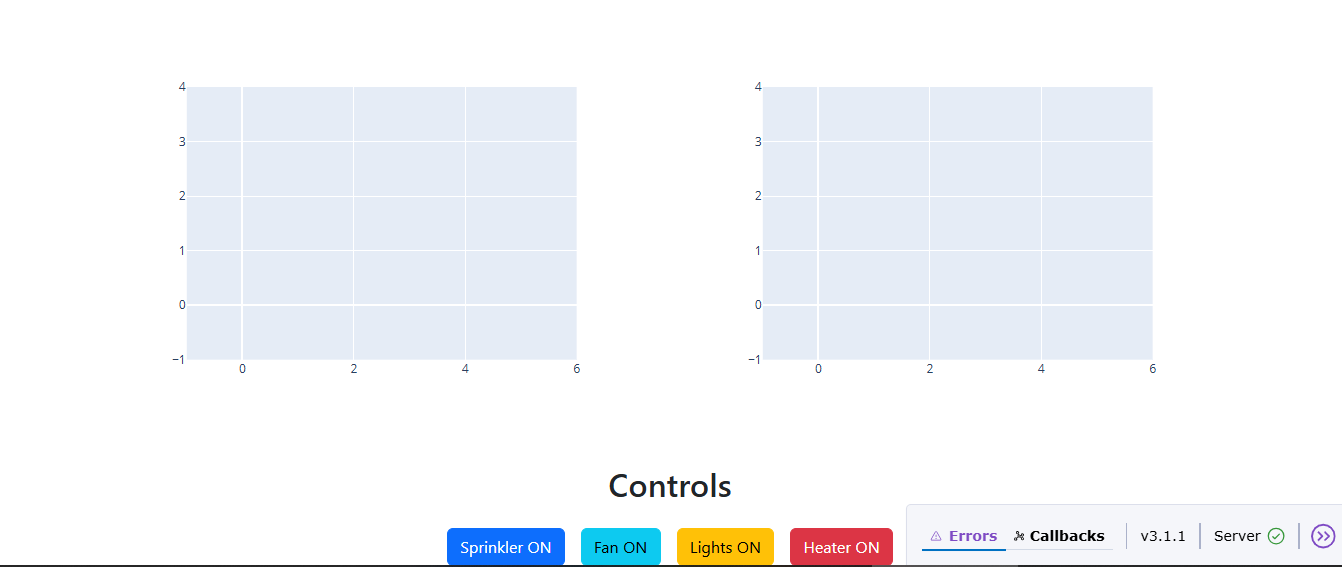 4 4
3 3
2 2
1 1
0 0
−1 −1
0 2 4 6 0 2 4 6
Controls
Sprinkler ON Fan ON Lights ON Heater ON
Errors Callbacks v3.1.1 Server